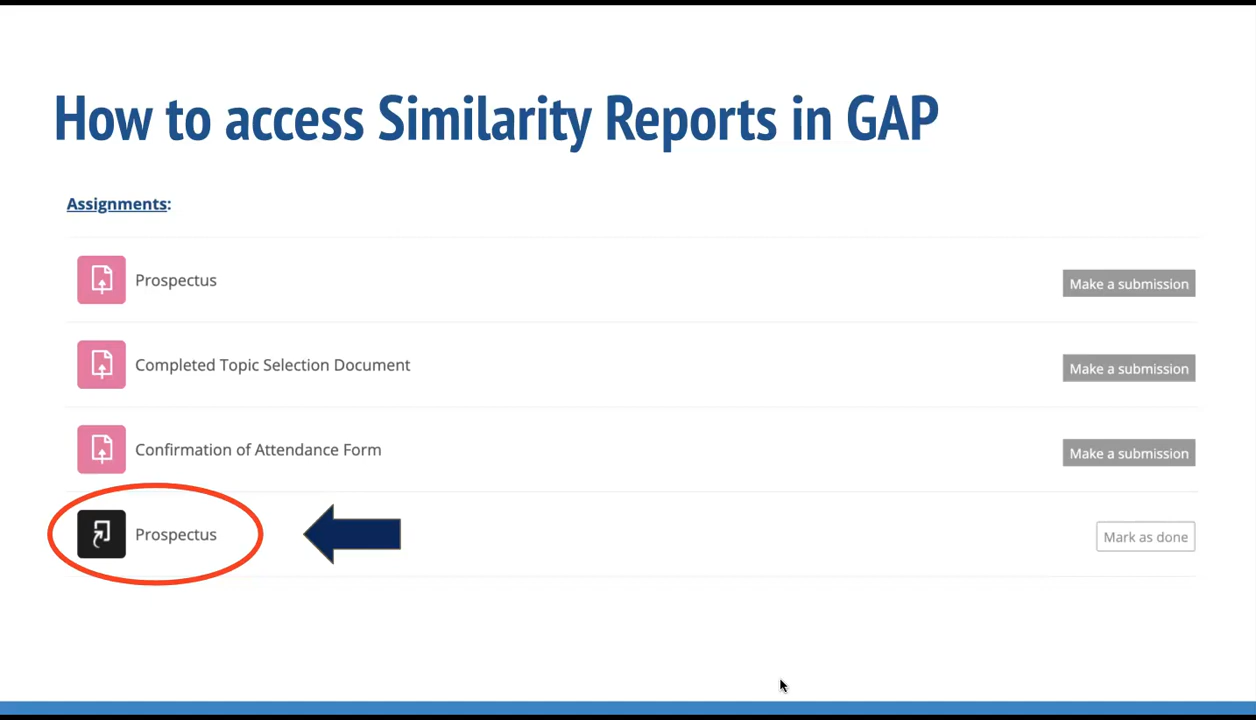 How to access Similarity Reports in GAP
Assignments:
Prospectus
Make a submission
Completed Topic Selection Document
Make a submission
Confirmation of Attendance Form
Make a submission
Prospectus
Mark as done